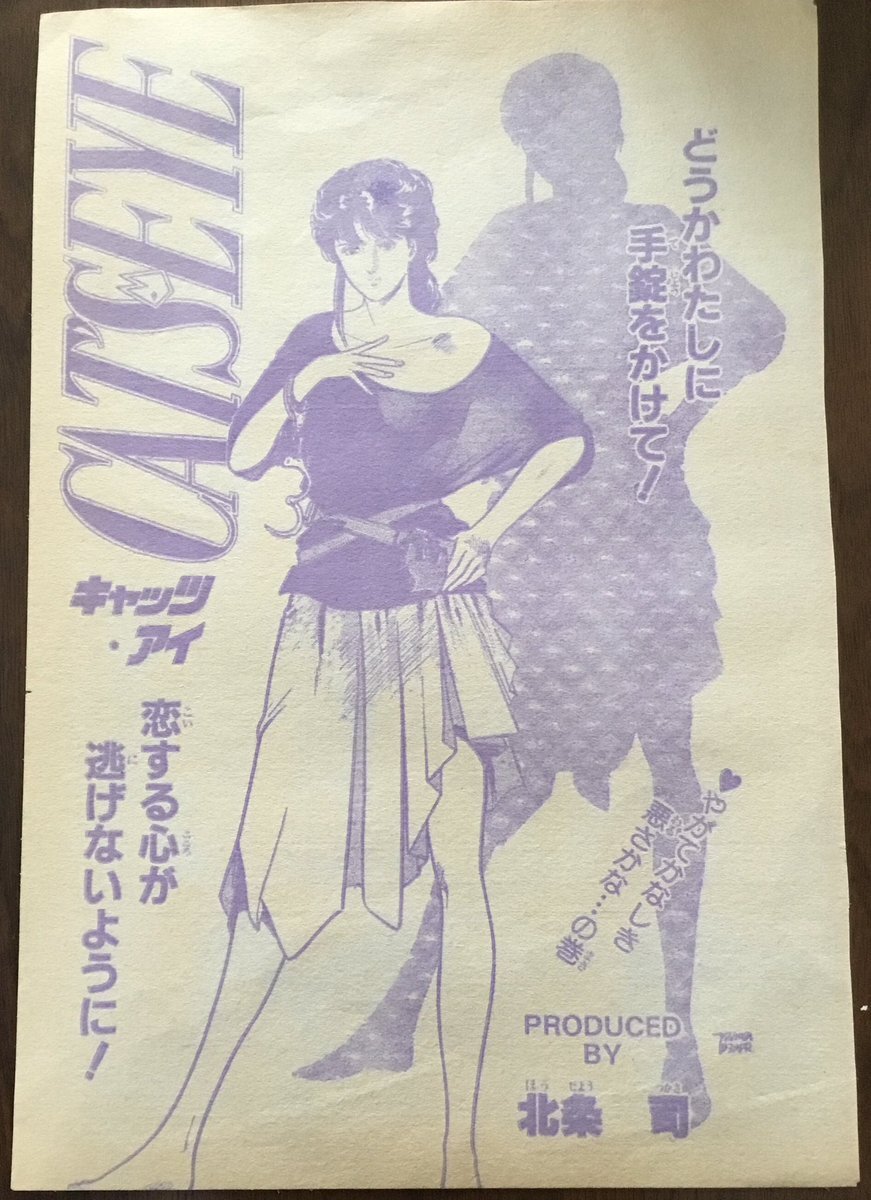 どうかわたしに
手錠をかけて!
CAT'S EYE
キャッツ
・アイ
恋する心が
逃げないように!
♥やがてかなしき
悪さかな…の巻
PRODUCED
BY
北条 司